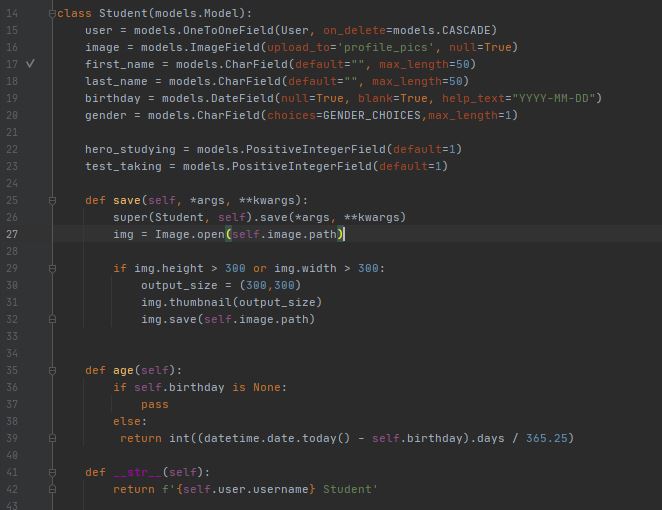 14 class Student(models.Model):
15     user = models.OneToOneField(User, on_delete=models.CASCADE)
16     image = models.ImageField(upload_to='profile_pics', null=True)
17     first_name = models.CharField(default="", max_length=50)
18     last_name = models.CharField(default="", max_length=50)
19     birthday = models.DateField(null=True, blank=True, help_text="YYYY-MM-DD")
20     gender = models.CharField(choices=GENDER_CHOICES,max_length=1)
21
22     hero_studying = models.PositiveIntegerField(default=1)
23     test_taking = models.PositiveIntegerField(default=1)
24
25     def save(self, *args, **kwargs):
26         super(Student, self).save(*args, **kwargs)
27         img = Image.open(self.image.path)
28
29         if img.height > 300 or img.width > 300:
30             output_size = (300,300)
31             img.thumbnail(output_size)
32             img.save(self.image.path)
33
34
35     def age(self):
36         if self.birthday is None:
37             pass
38         else:
39          return int((datetime.date.today() - self.birthday).days / 365.25)
40
41     def __str__(self):
42         return f'{self.user.username} Student'
43